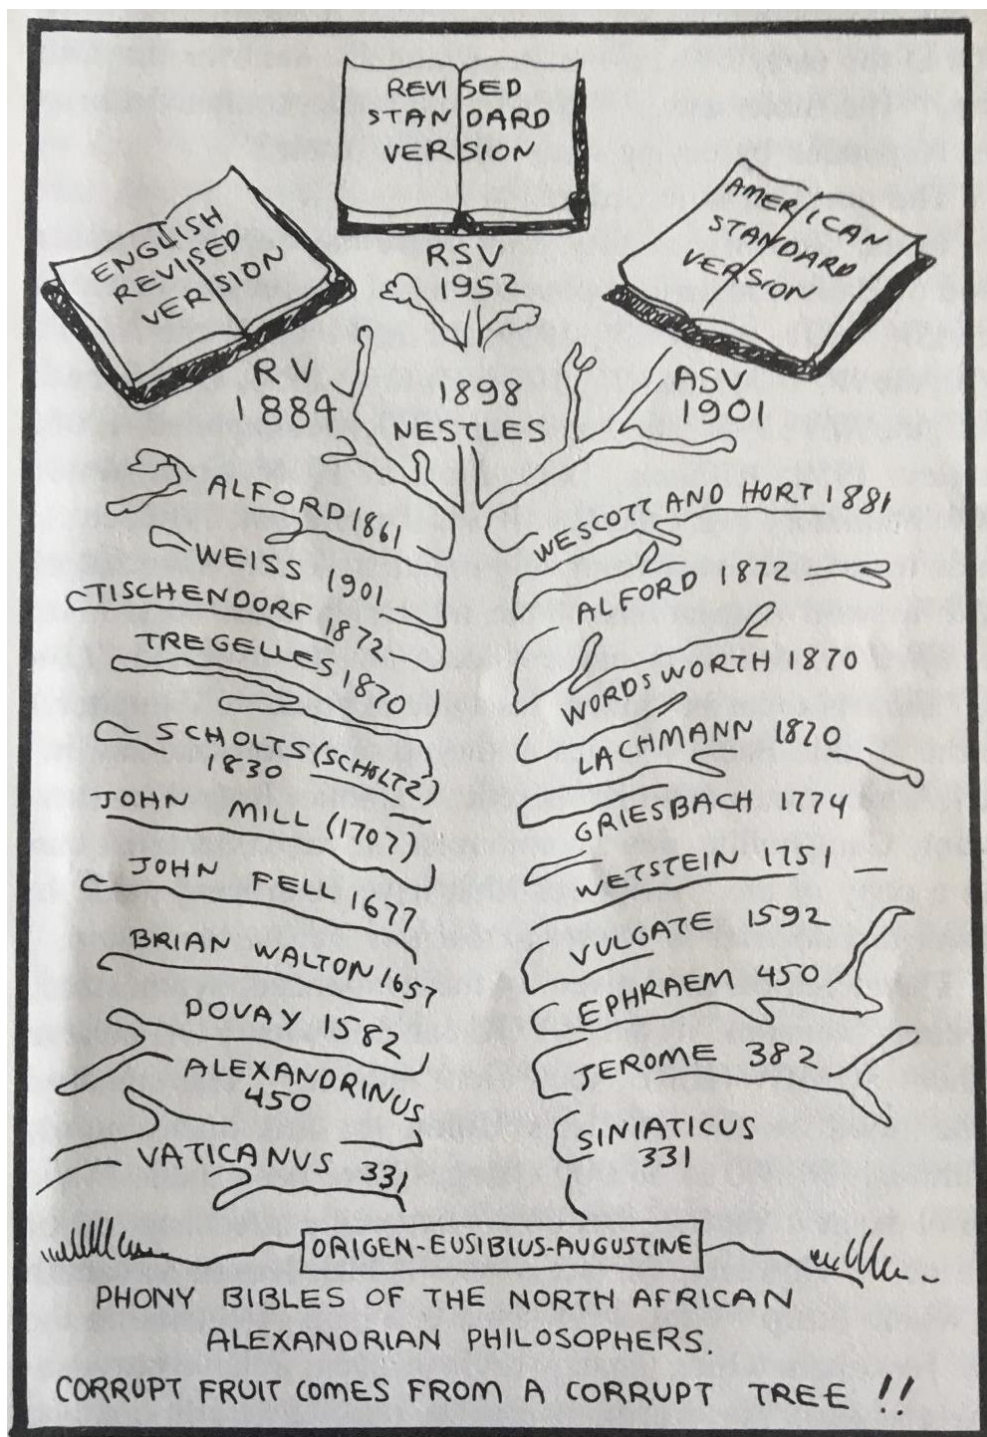 REVISED
STANDARD
VERSION
ENGLISH
REVISED
VERSION
AMERICAN
STANDARD
VERSION
RSV
1952
RV
1884
1898
NESTLES
ASV
1901
ALFORD 1861
WESCOTT AND HORT 1881
WEISS 1901
ALFORD 1872
TISCHENDORF
1872
TREGELLES 1870
WORDSWORTH 1870
SCHOLTS (SCHOLTZ)
1830
LACHMANN 1820
JOHN MILL (1707)
GRIESBACH 1774
JOHN FELL 1677
WETSTEIN 1751
BRIAN WALTON 1657
VULGATE 1592
DOUAY 1582
EPHRAEM 450
ALEXANDRINUS
450
JEROME 382
VATICANUS 331
SINIATICUS
331
ORIGEN-EUSIBIUS-AUGUSTINE
PHONY BIBLES OF THE NORTH AFRICAN
ALEXANDRIAN PHILOSOPHERS.
CORRUPT FRUIT COMES FROM A CORRUPT TREE !!